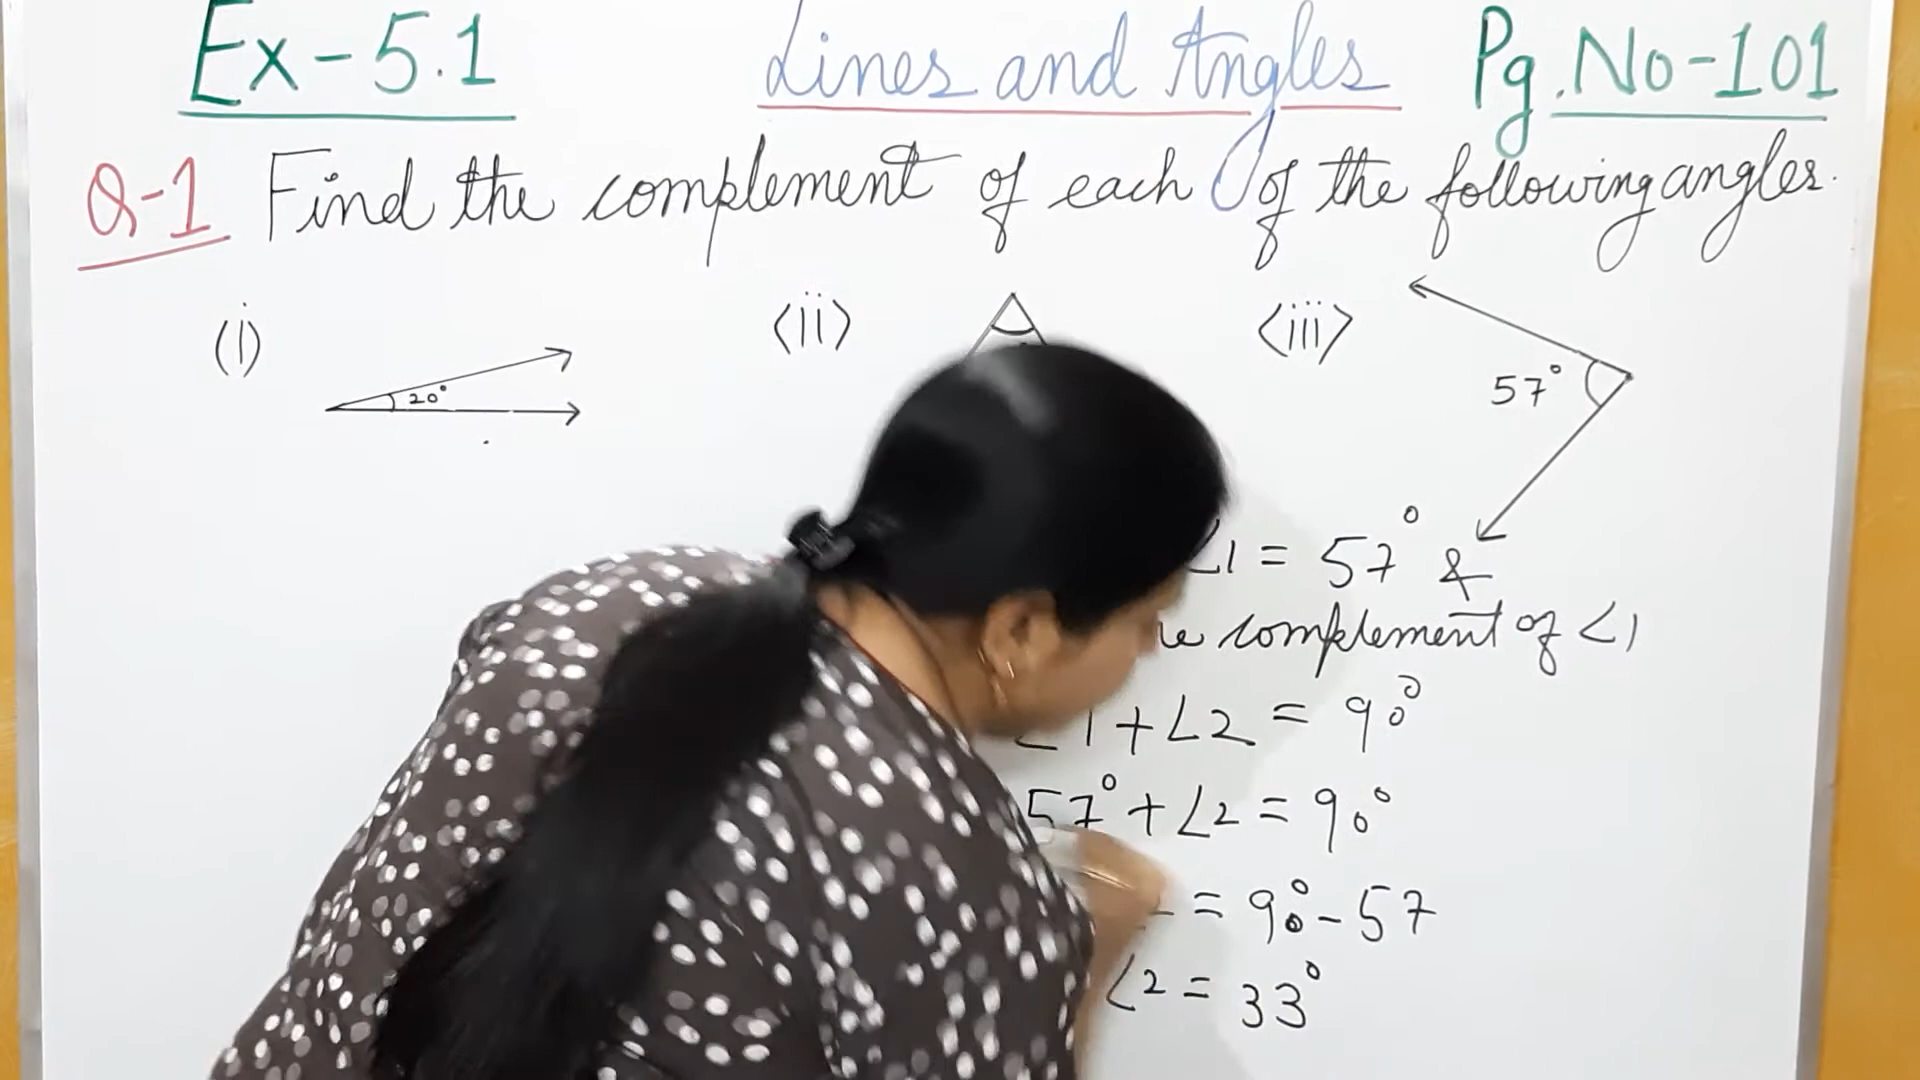 Ex-5.1 Lines and Angles Pg.No-101
Q-1 Find the complement of each of the following angles.
(i) <ii> <iii>
20°
57°
∠1 = 57° &
complement of ∠1
∠1+∠2 = 90°
57°+∠2=90°
= 90°-57
∠2= 33°